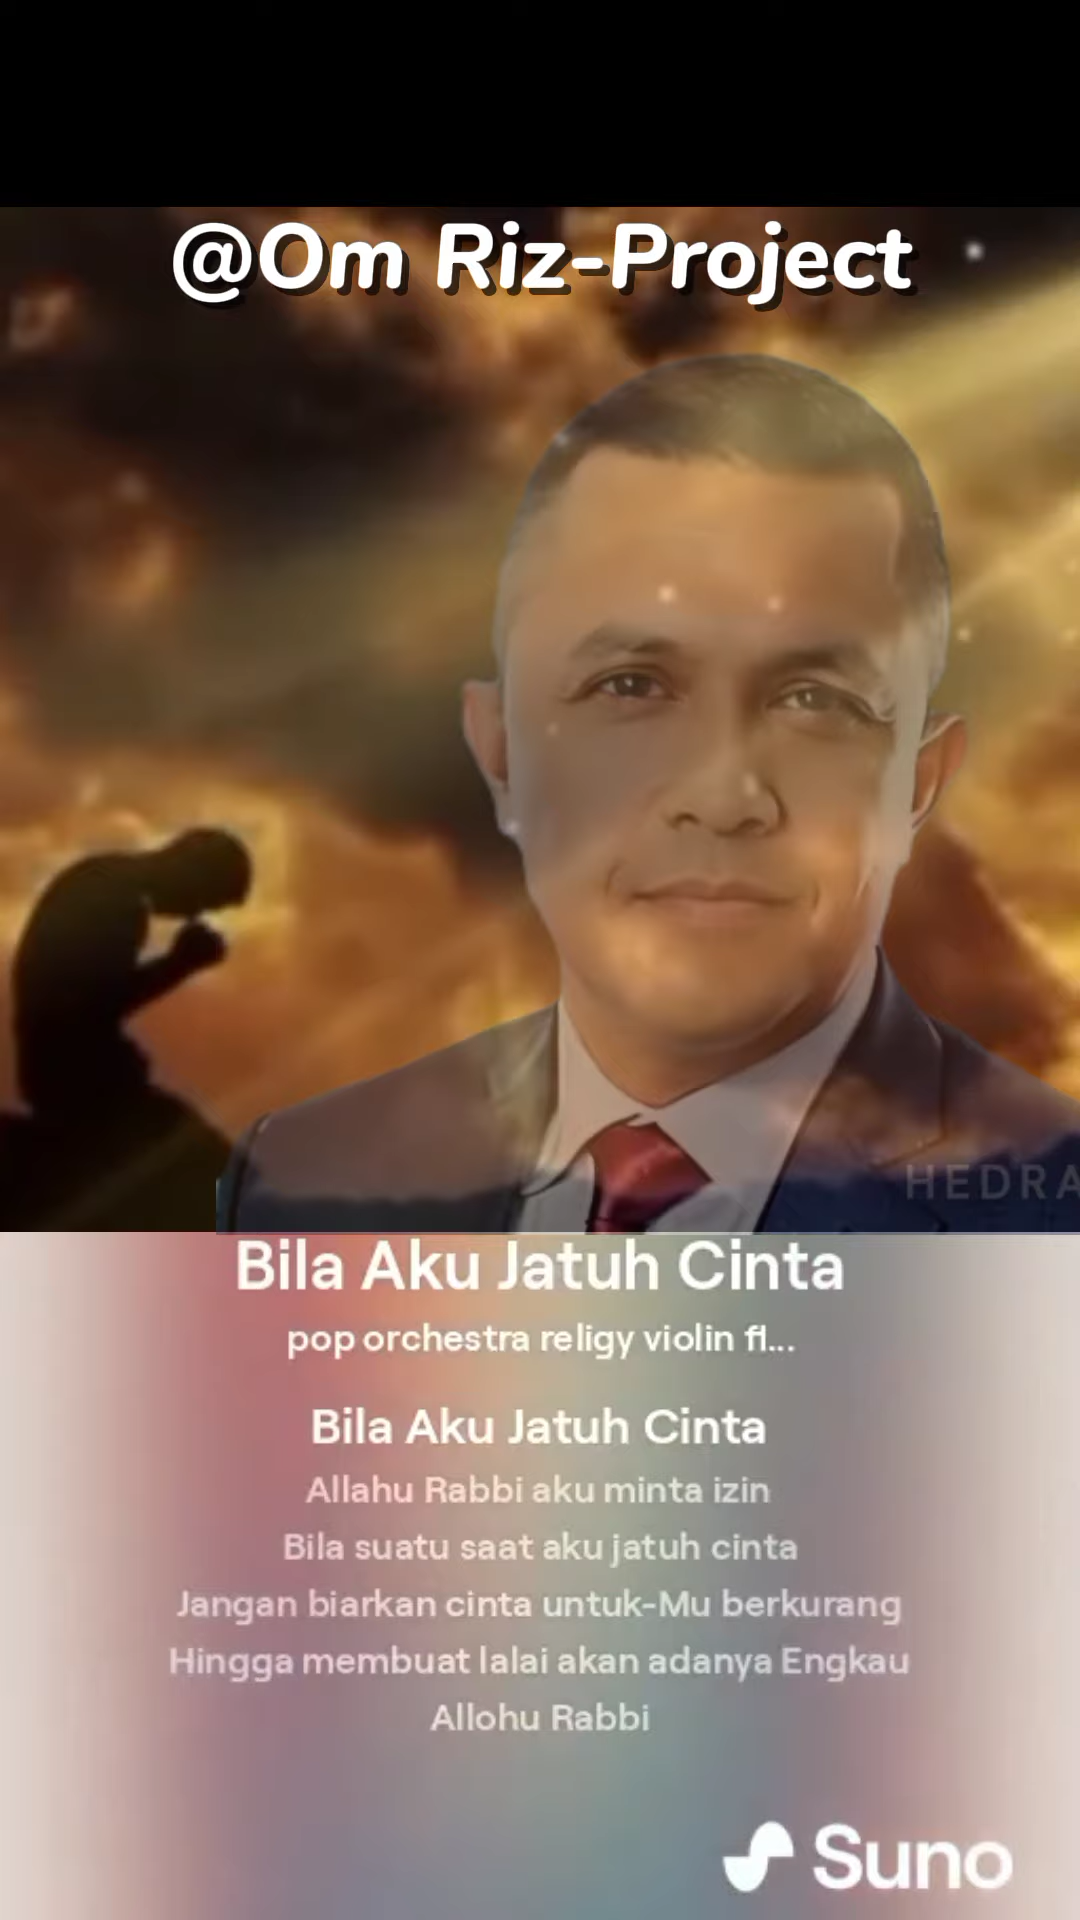 @Om Riz-Project
HEDRA
Bila Aku Jatuh Cinta
pop orchestra religy violin fl...
Bila Aku Jatuh Cinta
Allahu Rabbi aku minta izin
Bila suatu saat aku jatuh cinta
Jangan biarkan cinta untuk-Mu berkurang
Hingga membuat lalai akan adanya Engkau
Allohu Rabbi
Suno